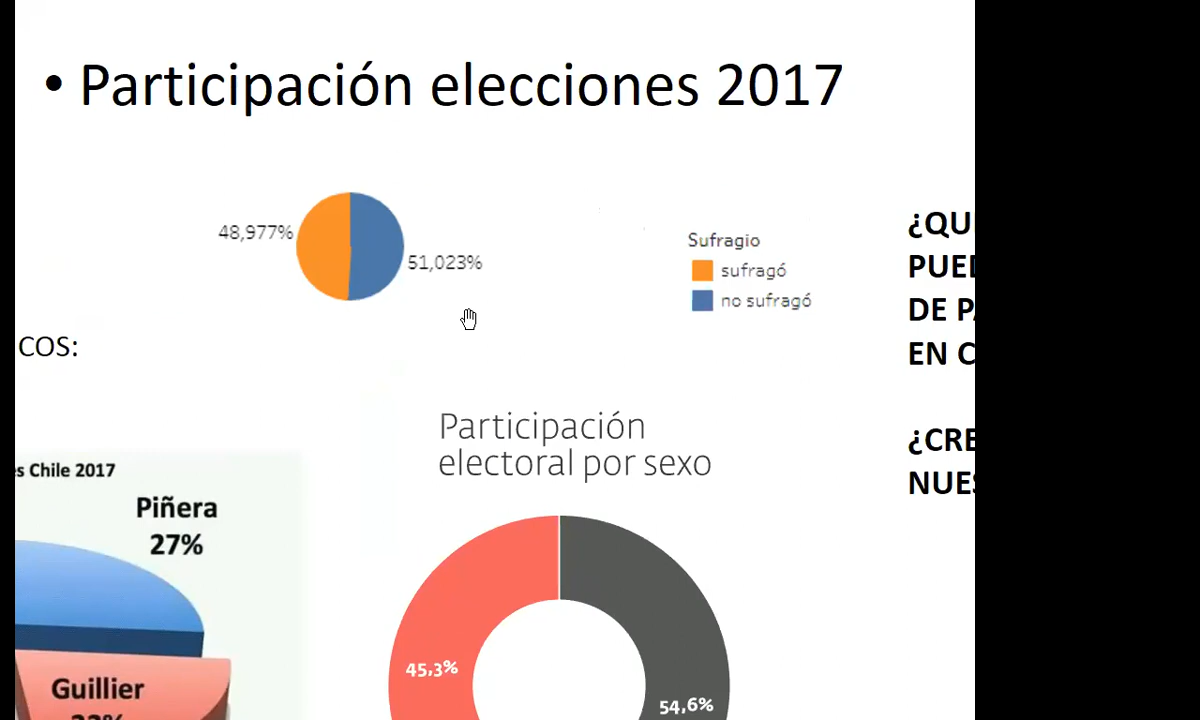 • Participación elecciones 2017
48,977%
51,023%
Sufragio
sufragó
no sufragó
¿QU
PUED
DE PA
EN C
¿CRE
NUES
COS:
s Chile 2017
Piñera
27%
Guillier
Participación
electoral por sexo
45,3%
54,6%